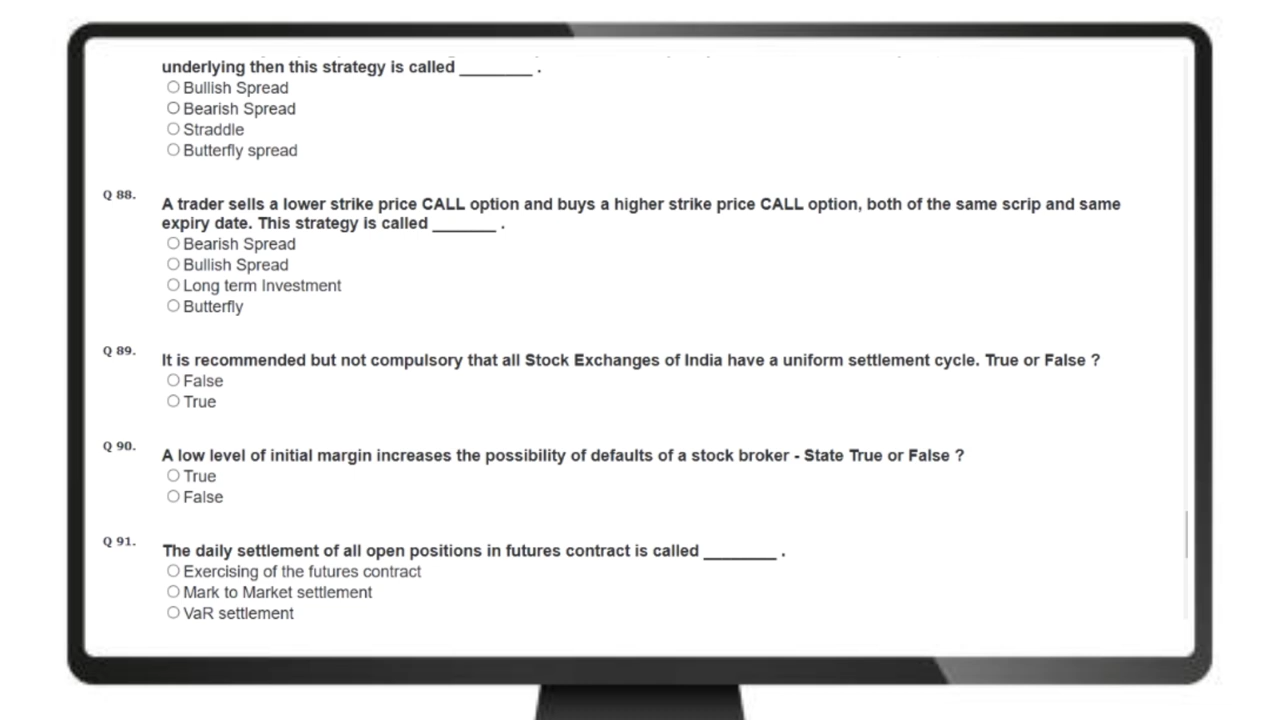 underlying then this strategy is called ________ .
Bullish Spread
Bearish Spread
Straddle
Butterfly spread
Q 88.
A trader sells a lower strike price CALL option and buys a higher strike price CALL option, both of the same scrip and same
expiry date. This strategy is called _______ .
Bearish Spread
Bullish Spread
Long term Investment
Butterfly
Q 89.
It is recommended but not compulsory that all Stock Exchanges of India have a uniform settlement cycle. True or False ?
False
True
Q 90.
A low level of initial margin increases the possibility of defaults of a stock broker - State True or False ?
True
False
Q 91.
The daily settlement of all open positions in futures contract is called ________ .
Exercising of the futures contract
Mark to Market settlement
VaR settlement